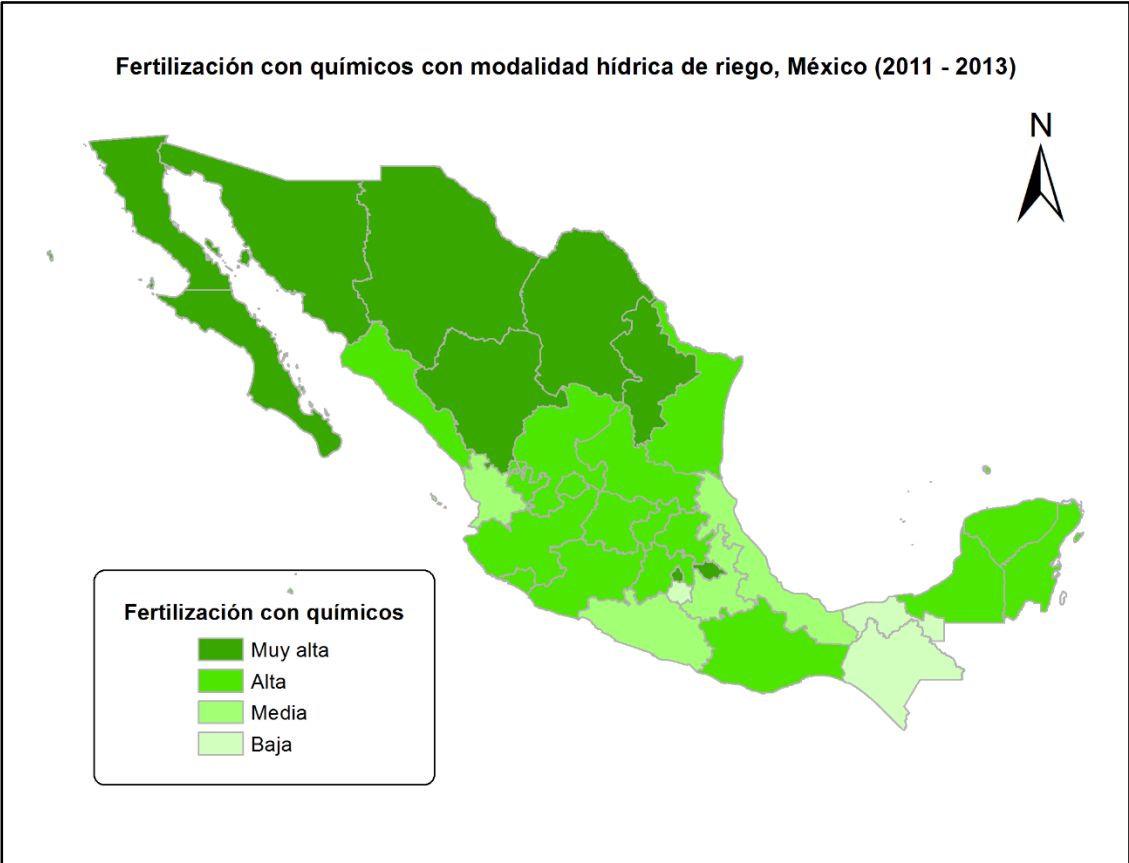 Fertilización con químicos con modalidad hídrica de riego, México (2011 - 2013)
N
Fertilización con químicos
Muy alta
Alta
Media
Baja